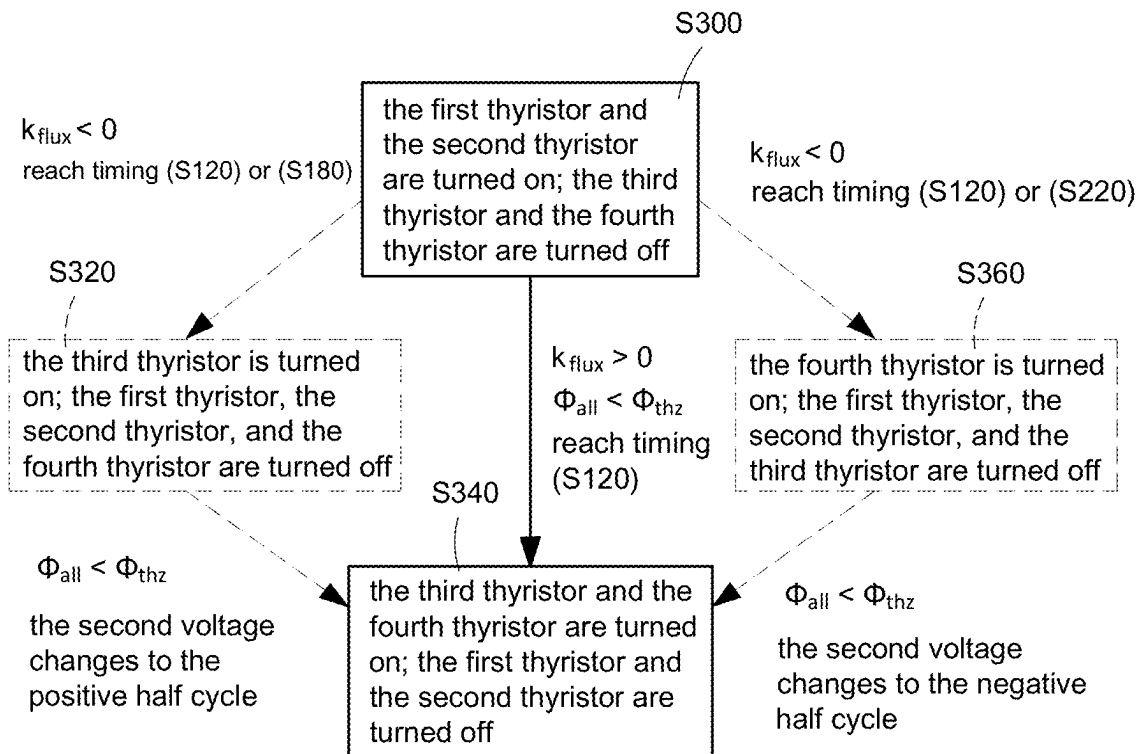 S300
the first thyristor and
the second thyristor
are turned on; the third
thyristor and the fourth
thyristor are turned off
k_flux < 0
reach timing (S120) or (S180)
k_flux < 0
reach timing (S120) or (S220)
S320
the third thyristor is turned
on; the first thyristor, the
second thyristor, and the
fourth thyristor are turned off
k_flux > 0
Φ_all < Φ_thz
reach timing
(S120)
S360
the fourth thyristor is turned
on; the first thyristor, the
second thyristor, and the
third thyristor are turned off
S340
the third thyristor and the
fourth thyristor are turned
on; the first thyristor and
the second thyristor are
turned off
Φ_all < Φ_thz
the second voltage
changes to the
positive half cycle
Φ_all < Φ_thz
the second voltage
changes to the negative
half cycle